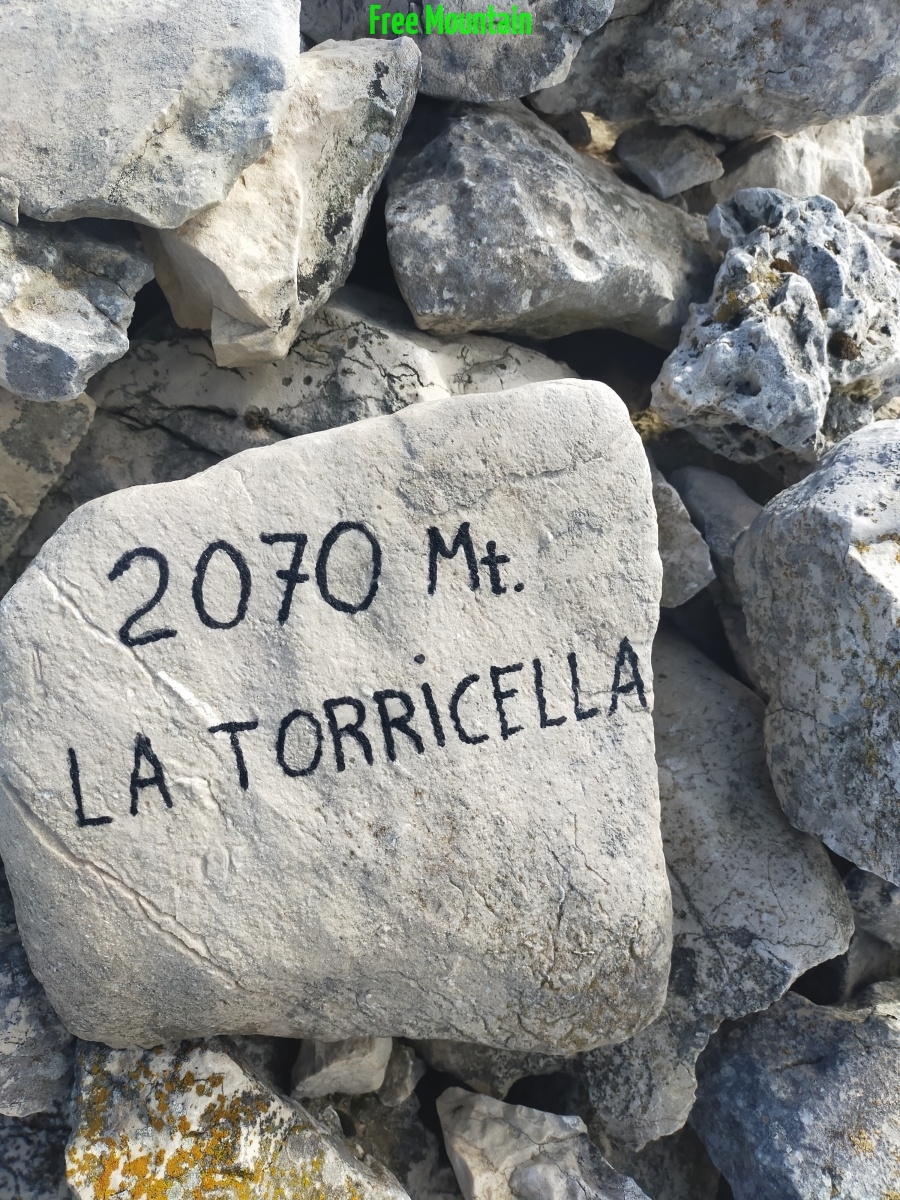 Free Mountain
2070 Mt.
LA TORRICELLA